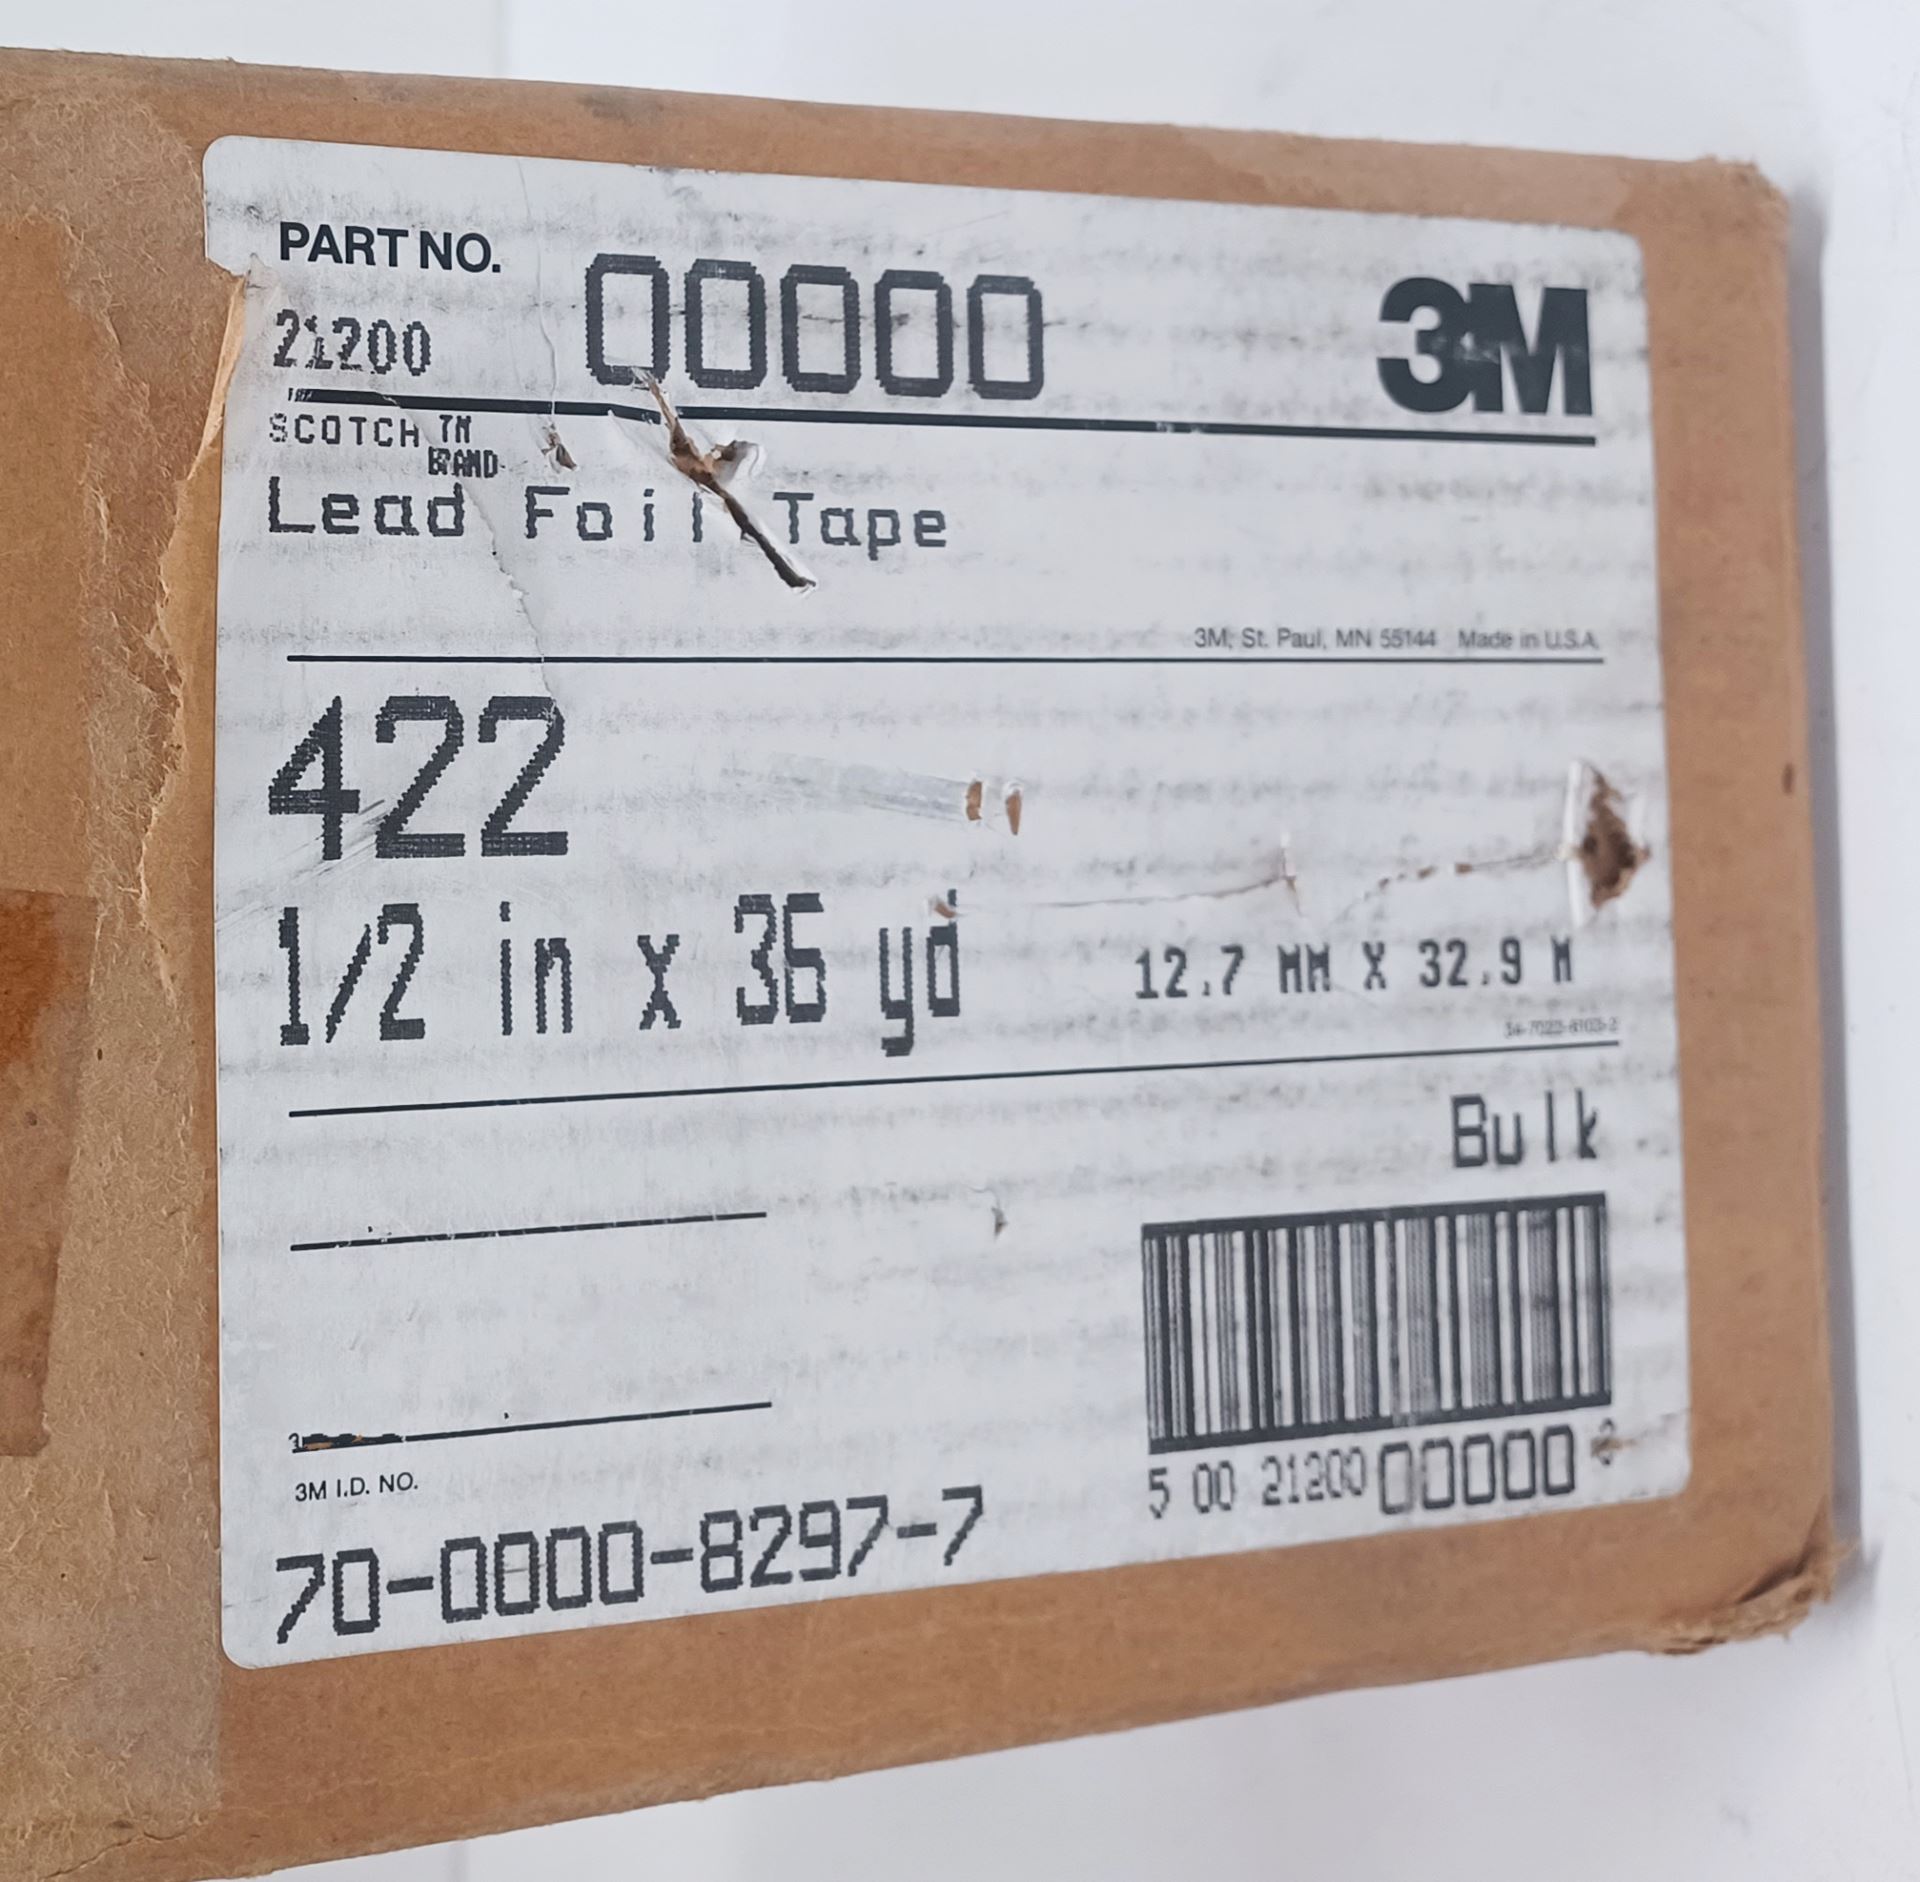 PART NO.
21200 00000 3M
SCOTCH TM
BRAND
Lead Foil Tape
3M, St. Paul, MN 55144 Made in U.S.A.
422
1/2 in x 36 yd 12.7 MM X 32.9 M
Bulk
5 00 21200 00000
3M I.D. NO.
70-0000-8297-7